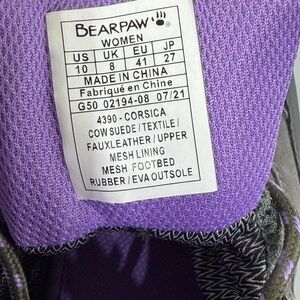 BEARPAW
WOMEN
US UK EU JP
10 8 41 27
MADE IN CHINA
Fabriqué en Chine
G50 02194-08 07/21
4390 - CORSICA
COW SUEDE / TEXTILE /
FAUXLEATHER / UPPER
MESH LINING
MESH FOOTBED
RUBBER / EVA OUTSOLE